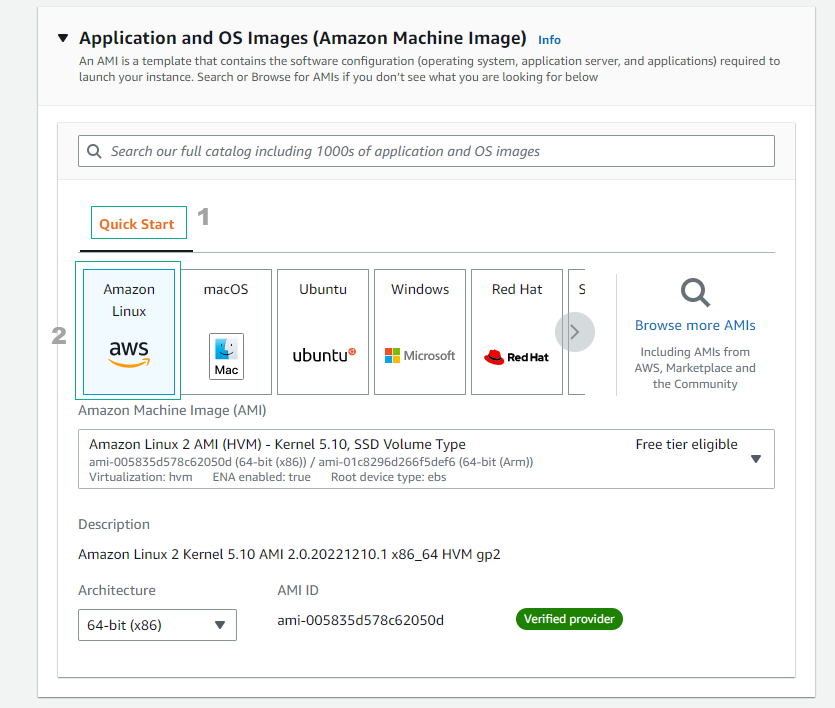 Application and OS Images (Amazon Machine Image) Info
An AMI is a template that contains the software configuration (operating system, application server, and applications) required to
launch your instance. Search or Browse for AMIs if you don't see what you are looking for below
Search our full catalog including 1000s of application and OS images
Quick Start
1
2
Amazon
Linux
aws
macOS
Mac
Ubuntu
ubuntu
Windows
Microsoft
Red Hat
Red Hat
S
Browse more AMIs
Including AMIs from
AWS, Marketplace and
the Community
Amazon Machine Image (AMI)
Amazon Linux 2 AMI (HVM) - Kernel 5.10, SSD Volume Type Free tier eligible
ami-005835d578c62050d (64-bit (x86)) / ami-01c8296d266f5def6 (64-bit (Arm))
Virtualization: hvm ENA enabled: true Root device type: ebs
Description
Amazon Linux 2 Kernel 5.10 AMI 2.0.20221210.1 x86_64 HVM gp2
Architecture AMI ID
64-bit (x86) ami-005835d578c62050d Verified provider